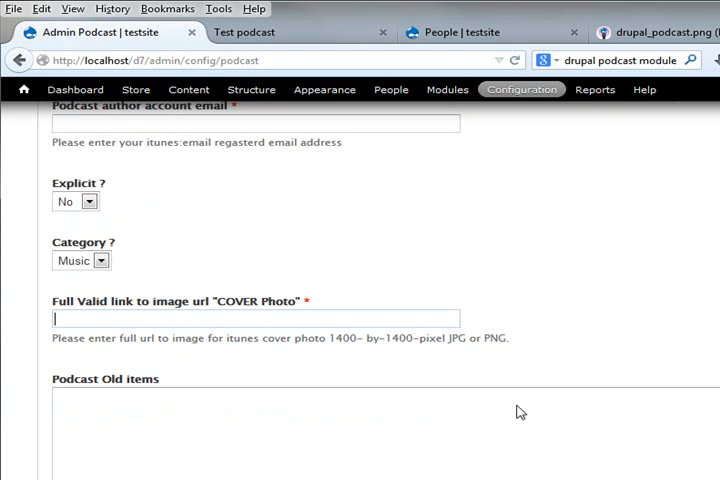 File Edit View History Bookmarks Tools Help
Admin Podcast | testsite × Test podcast × People | testsite × drupal_podcast.png (
http://localhost/d7/admin/config/podcast drupal podcast module
Dashboard Store Content Structure Appearance People Modules Configuration Reports Help
Podcast author account email *
Please enter your itunes:email regasterd email address
Explicit ?
No
Category ?
Music
Full Valid link to image url "COVER Photo" *
Please enter full url to image for itunes cover photo 1400- by-1400-pixel JPG or PNG.
Podcast Old items